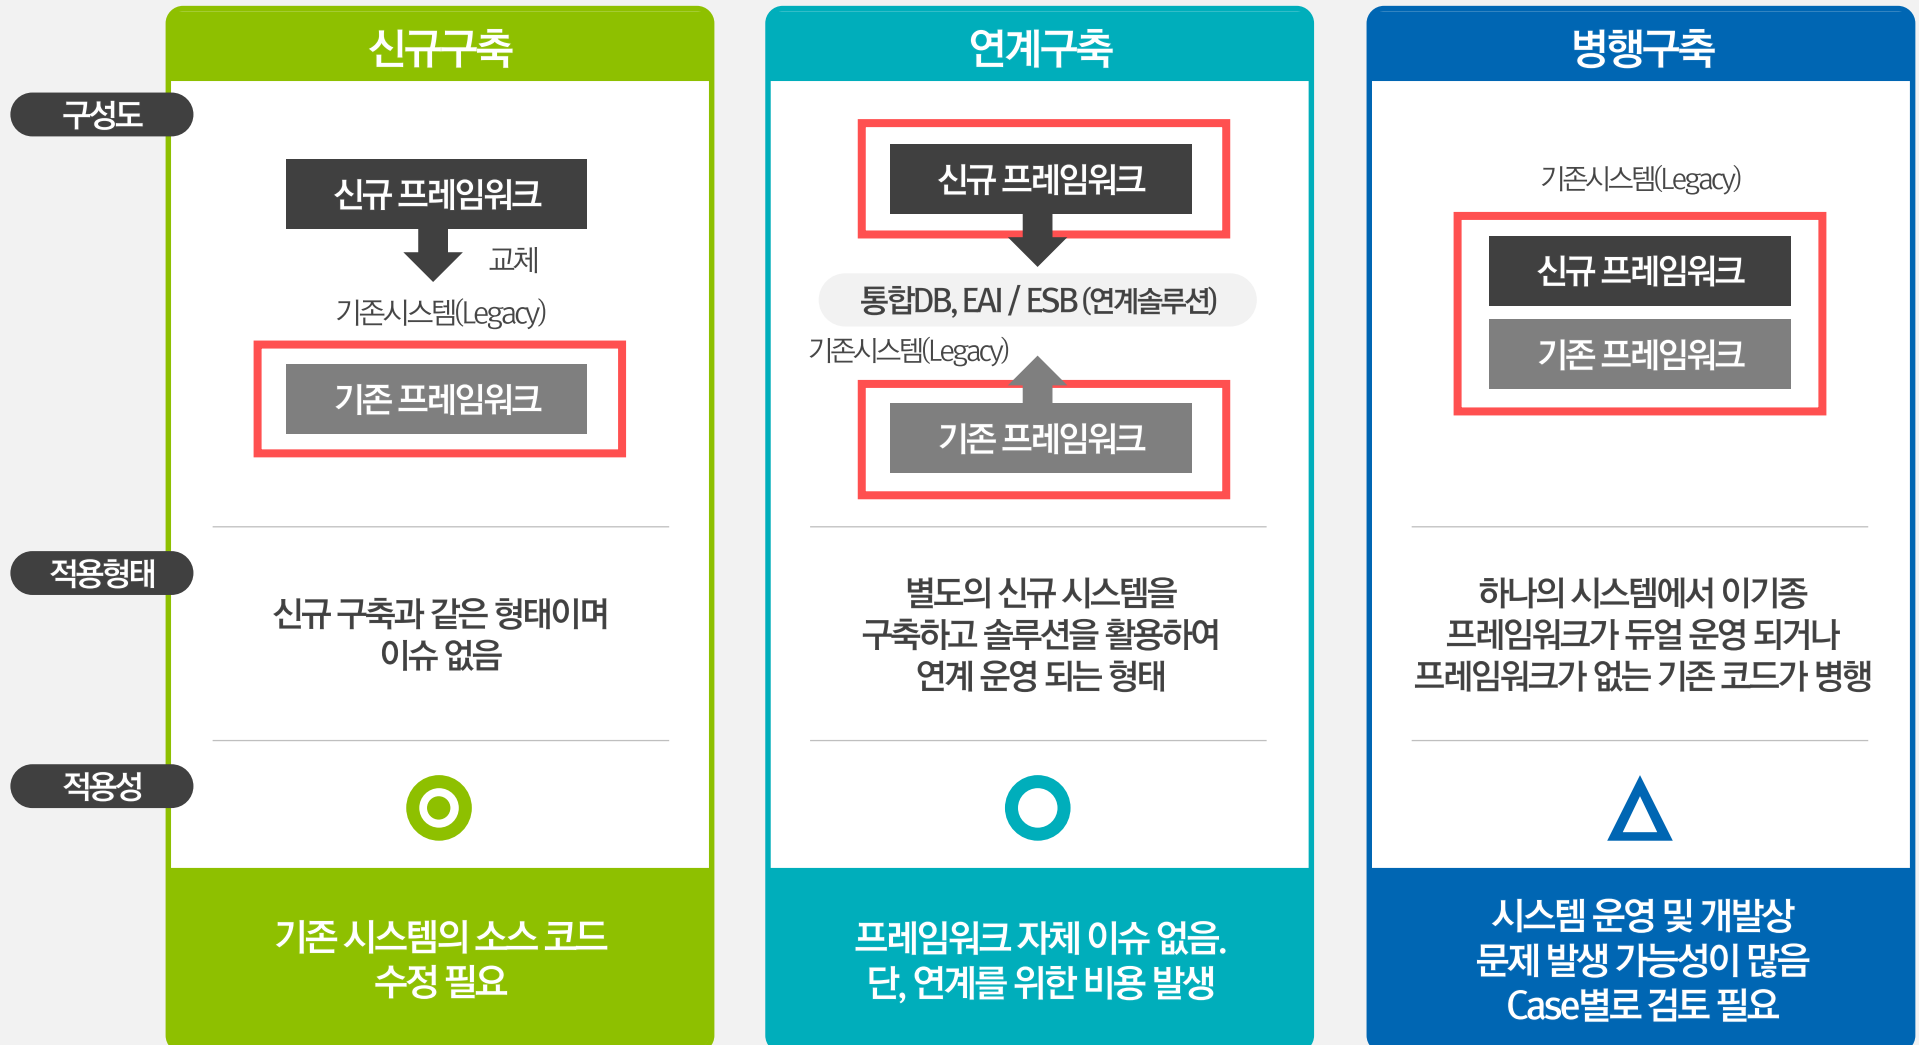 신규구축
연계구축
병행구축
구성도
신규 프레임워크
교체
기존시스템(Legacy)
기존 프레임워크
신규 프레임워크
통합DB, EAI / ESB (연계솔루션)
기존시스템(Legacy)
기존 프레임워크
기존시스템(Legacy)
신규 프레임워크
기존 프레임워크
적용형태
신규 구축과 같은 형태이며
이슈 없음
별도의 신규 시스템을
구축하고 솔루션을 활용하여
연계 운영 되는 형태
하나의 시스템에서 이기종
프레임워크가 듀얼 운영 되거나
프레임워크가 없는 기존 코드가 병행
적용성
기존 시스템의 소스 코드
수정 필요
프레임워크 자체 이슈 없음.
단, 연계를 위한 비용 발생
시스템 운영 및 개발상
문제 발생 가능성이 많음
Case별로 검토 필요